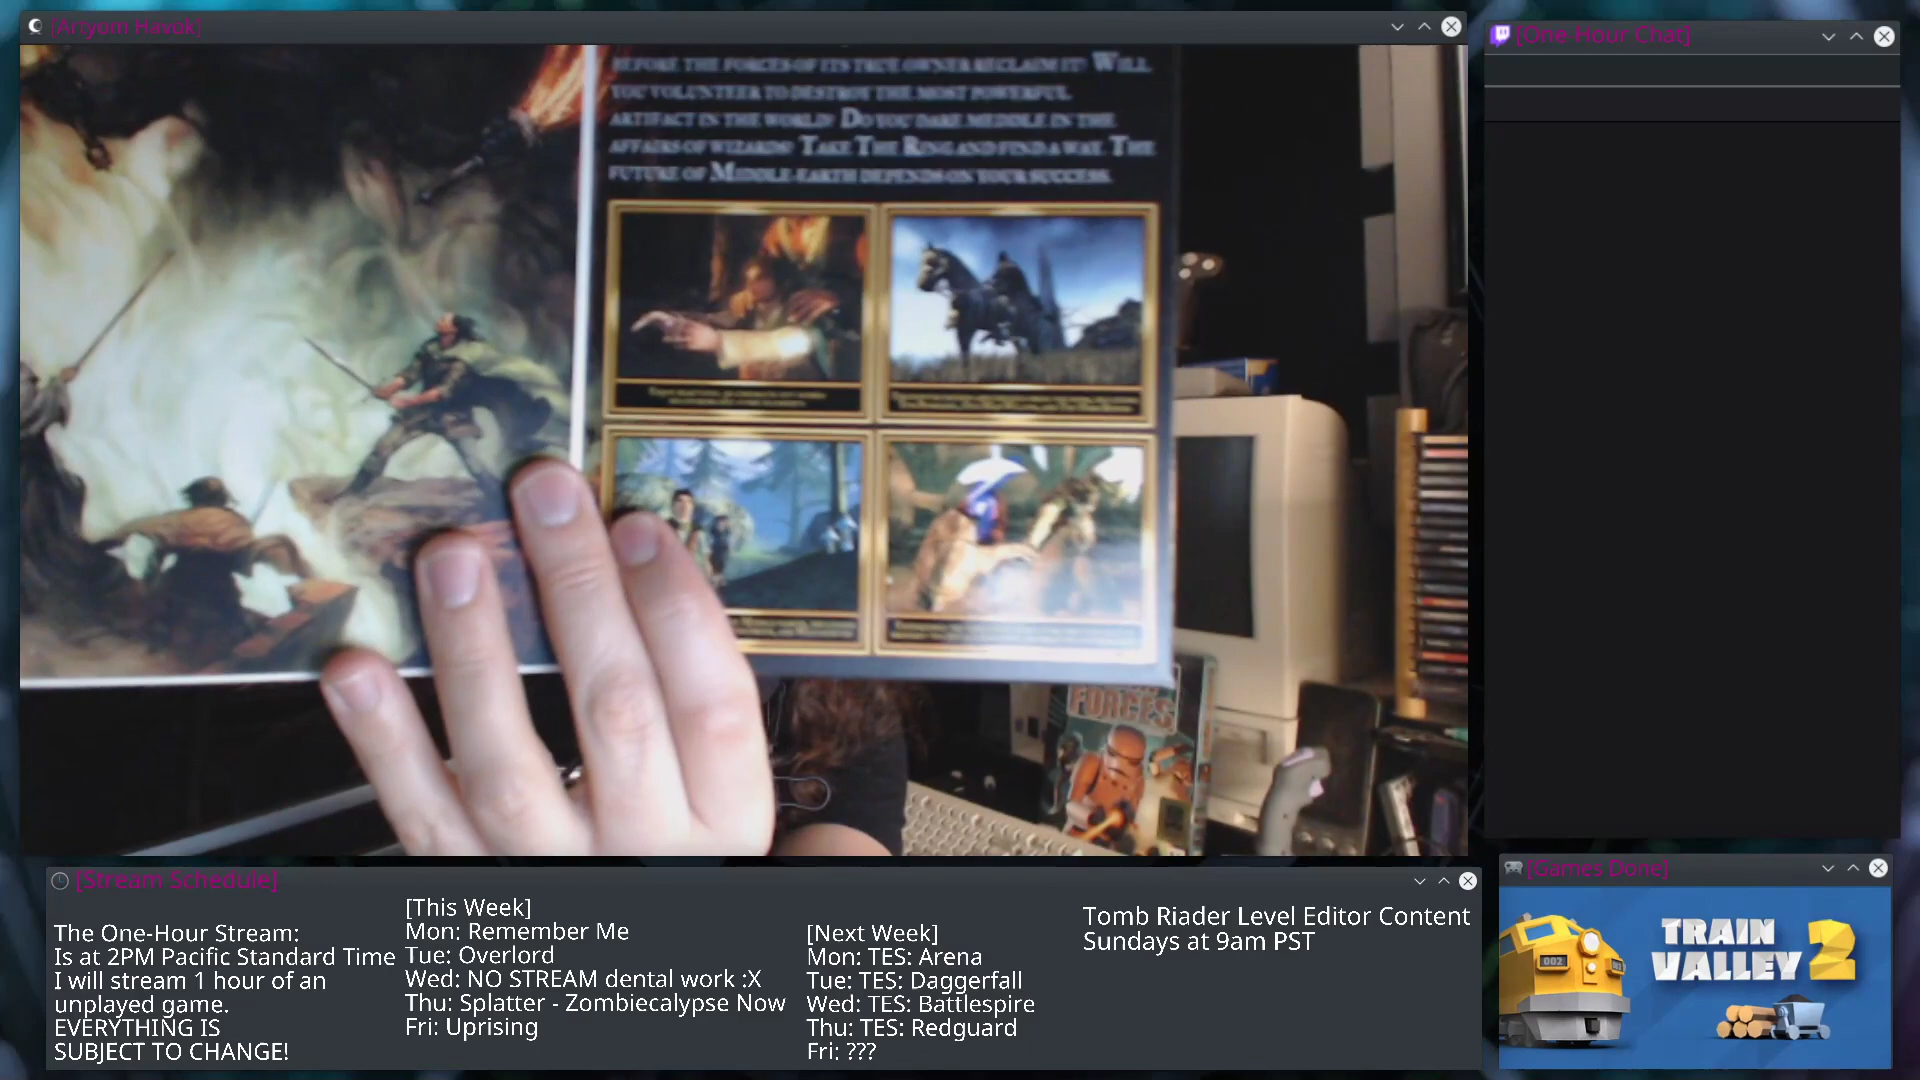 [Artyom Havok]
[One-Hour Chat]
BEFORE THE FORCES OF ITS TRUE OWNER RECLAIM IT? WILL
YOU VOLUNTEER TO DESTROY THE MOST POWERFUL
ARTIFACT IN THE WORLD? DO YOU DARE MEDDLE IN THE
AFFAIRS OF WIZARDS? TAKE THE RING AND FIND A WAY. THE
FUTURE OF MIDDLE-EARTH DEPENDS ON YOUR SUCCESS.
FORCES
[Stream Schedule]
The One-Hour Stream:
Is at 2PM Pacific Standard Time
I will stream 1 hour of an
unplayed game.
EVERYTHING IS
SUBJECT TO CHANGE!
[This Week]
Mon: Remember Me
Tue: Overlord
Wed: NO STREAM dental work :X
Thu: Splatter - Zombiecalypse Now
Fri: Uprising
[Next Week]
Mon: TES: Arena
Tue: TES: Daggerfall
Wed: TES: Battlespire
Thu: TES: Redguard
Fri: ???
Tomb Riader Level Editor Content
Sundays at 9am PST
[Games Done]
TRAIN
VALLEY 2
002